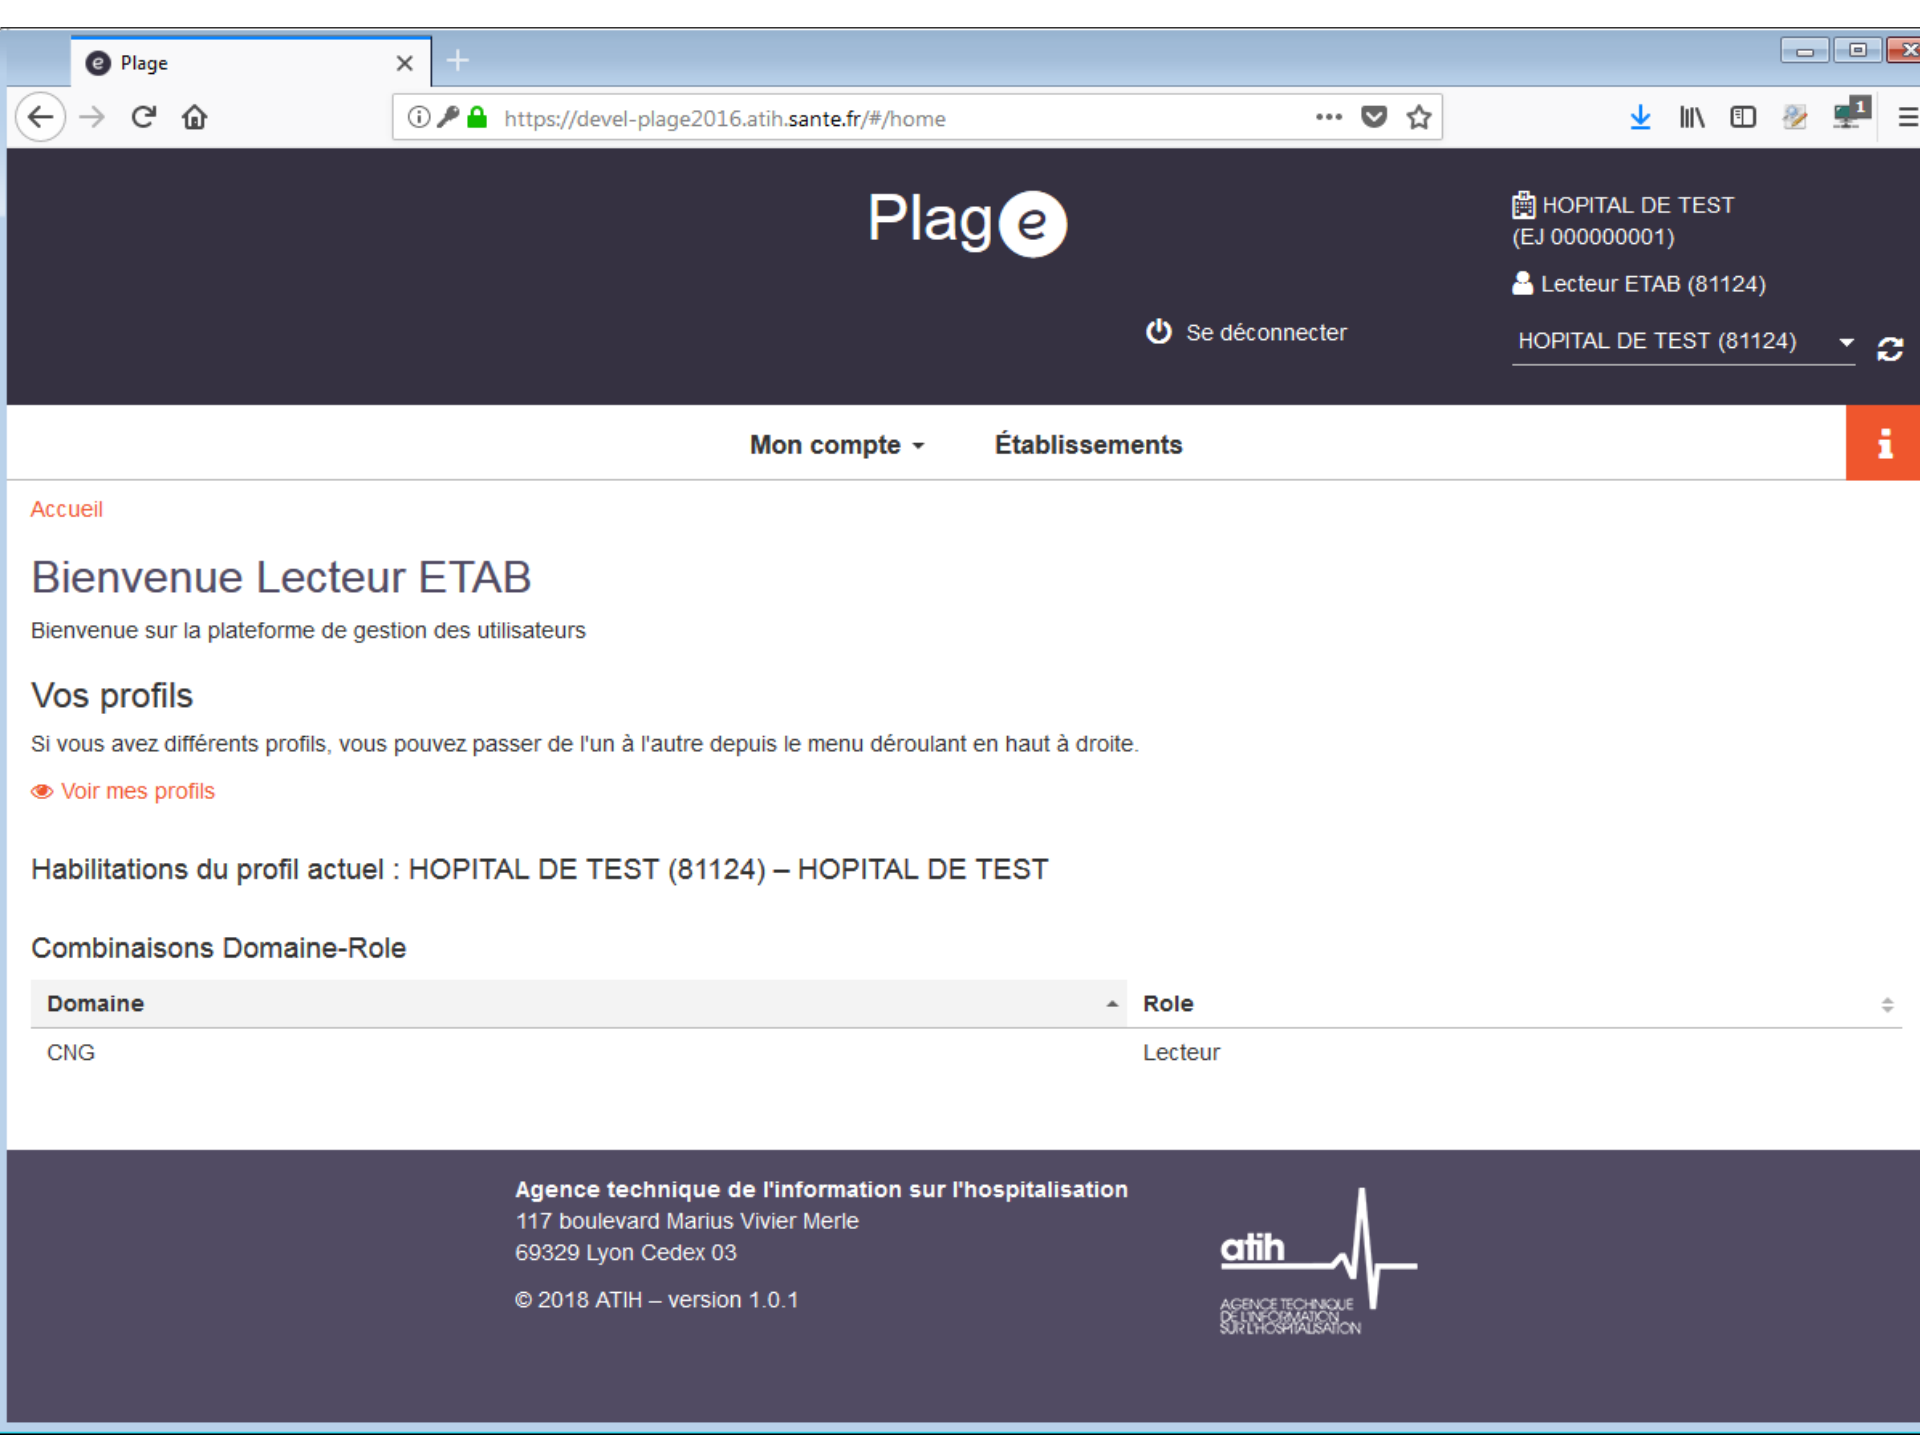 Plage
https://devel-plage2016.atih.sante.fr/#/home
1
Plage
HOPITAL DE TEST
(EJ 000000001)
Lecteur ETAB (81124)
Se déconnecter
HOPITAL DE TEST (81124)
Mon compte
Établissements
Accueil
Bienvenue Lecteur ETAB
Bienvenue sur la plateforme de gestion des utilisateurs
Vos profils
Si vous avez différents profils, vous pouvez passer de l'un à l'autre depuis le menu déroulant en haut à droite.
Voir mes profils
Habilitations du profil actuel : HOPITAL DE TEST (81124) – HOPITAL DE TEST
Combinaisons Domaine-Role
Domaine
Role
CNG
Lecteur
Agence technique de l'information sur l'hospitalisation
117 boulevard Marius Vivier Merle
69329 Lyon Cedex 03
© 2018 ATIH – version 1.0.1
atih
AGENCE TECHNIQUE
DE L'INFORMATION
SUR L'HOSPITALISATION